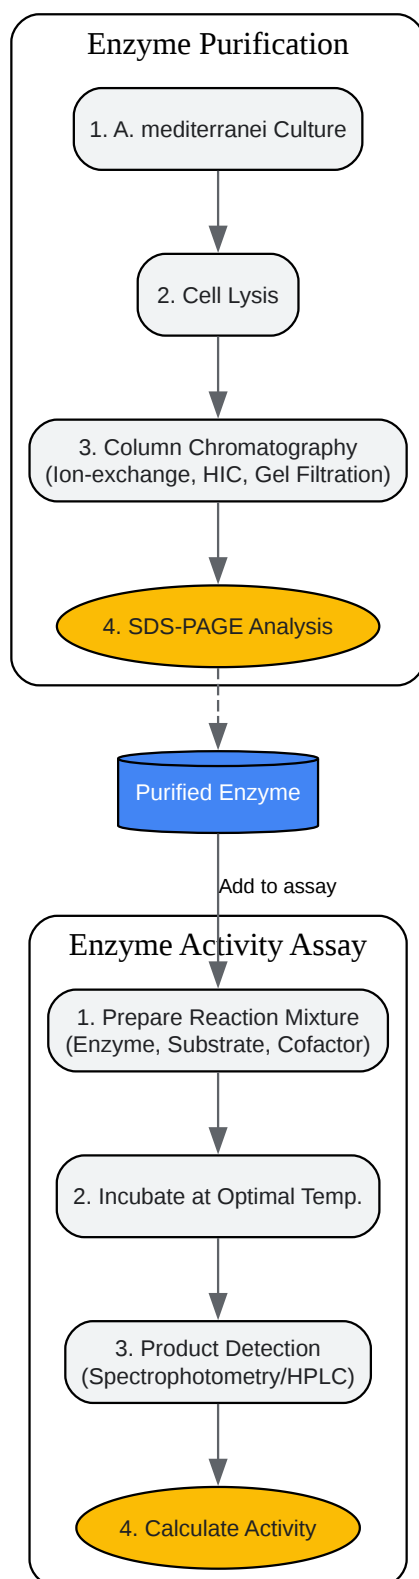 Enzyme Purification
1. A. mediterranei Culture
2. Cell Lysis
3. Column Chromatography
(Ion-exchange, HIC, Gel Filtration)
4. SDS-PAGE Analysis
Purified Enzyme
Add to assay
Enzyme Activity Assay
1. Prepare Reaction Mixture
(Enzyme, Substrate, Cofactor)
2. Incubate at Optimal Temp.
3. Product Detection
(Spectrophotometry/HPLC)
4. Calculate Activity